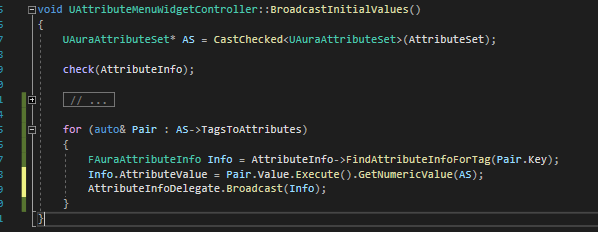 void UAttributeMenuWidgetController::BroadcastInitialValues()
{
UAuraAttributeSet* AS = CastChecked<UAuraAttributeSet>(AttributeSet);
check(AttributeInfo);
// ...
for (auto& Pair : AS->TagsToAttributes)
{
FAuraAttributeInfo Info = AttributeInfo->FindAttributeInfoForTag(Pair.Key);
Info.AttributeValue = Pair.Value.Execute().GetNumericValue(AS);
AttributeInfoDelegate.Broadcast(Info);
}
}